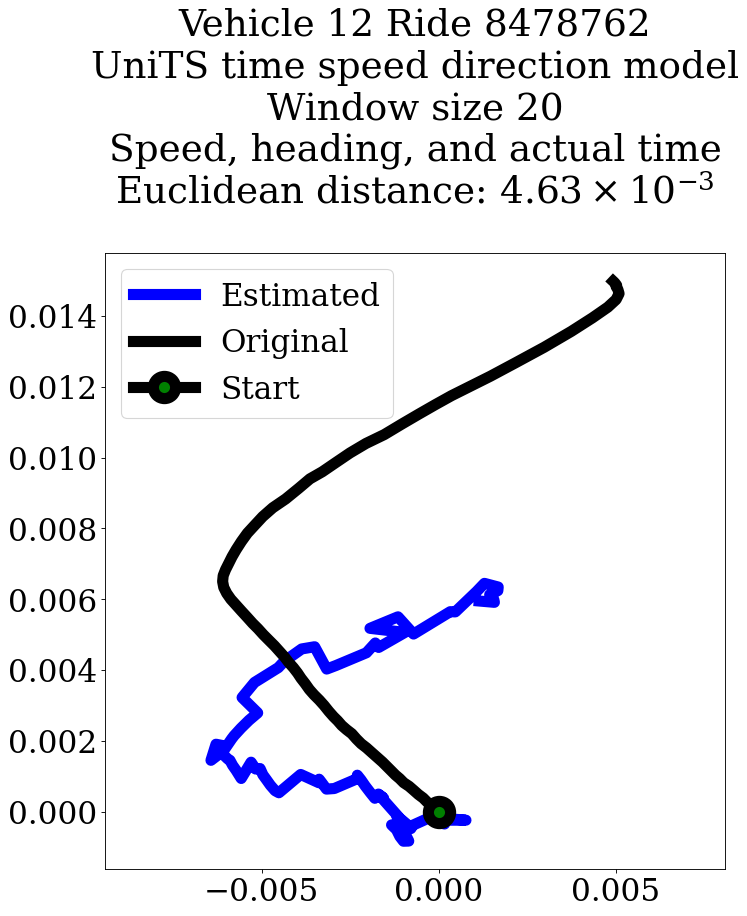 Vehicle 12 Ride 8478762
UniTS time speed direction model
Window size 20
Speed, heading, and actual time
Euclidean distance: 4.63 × 10⁻³
Estimated
Original
Start
0.014
0.012
0.010
0.008
0.006
0.004
0.002
0.000
−0.005 0.000 0.005